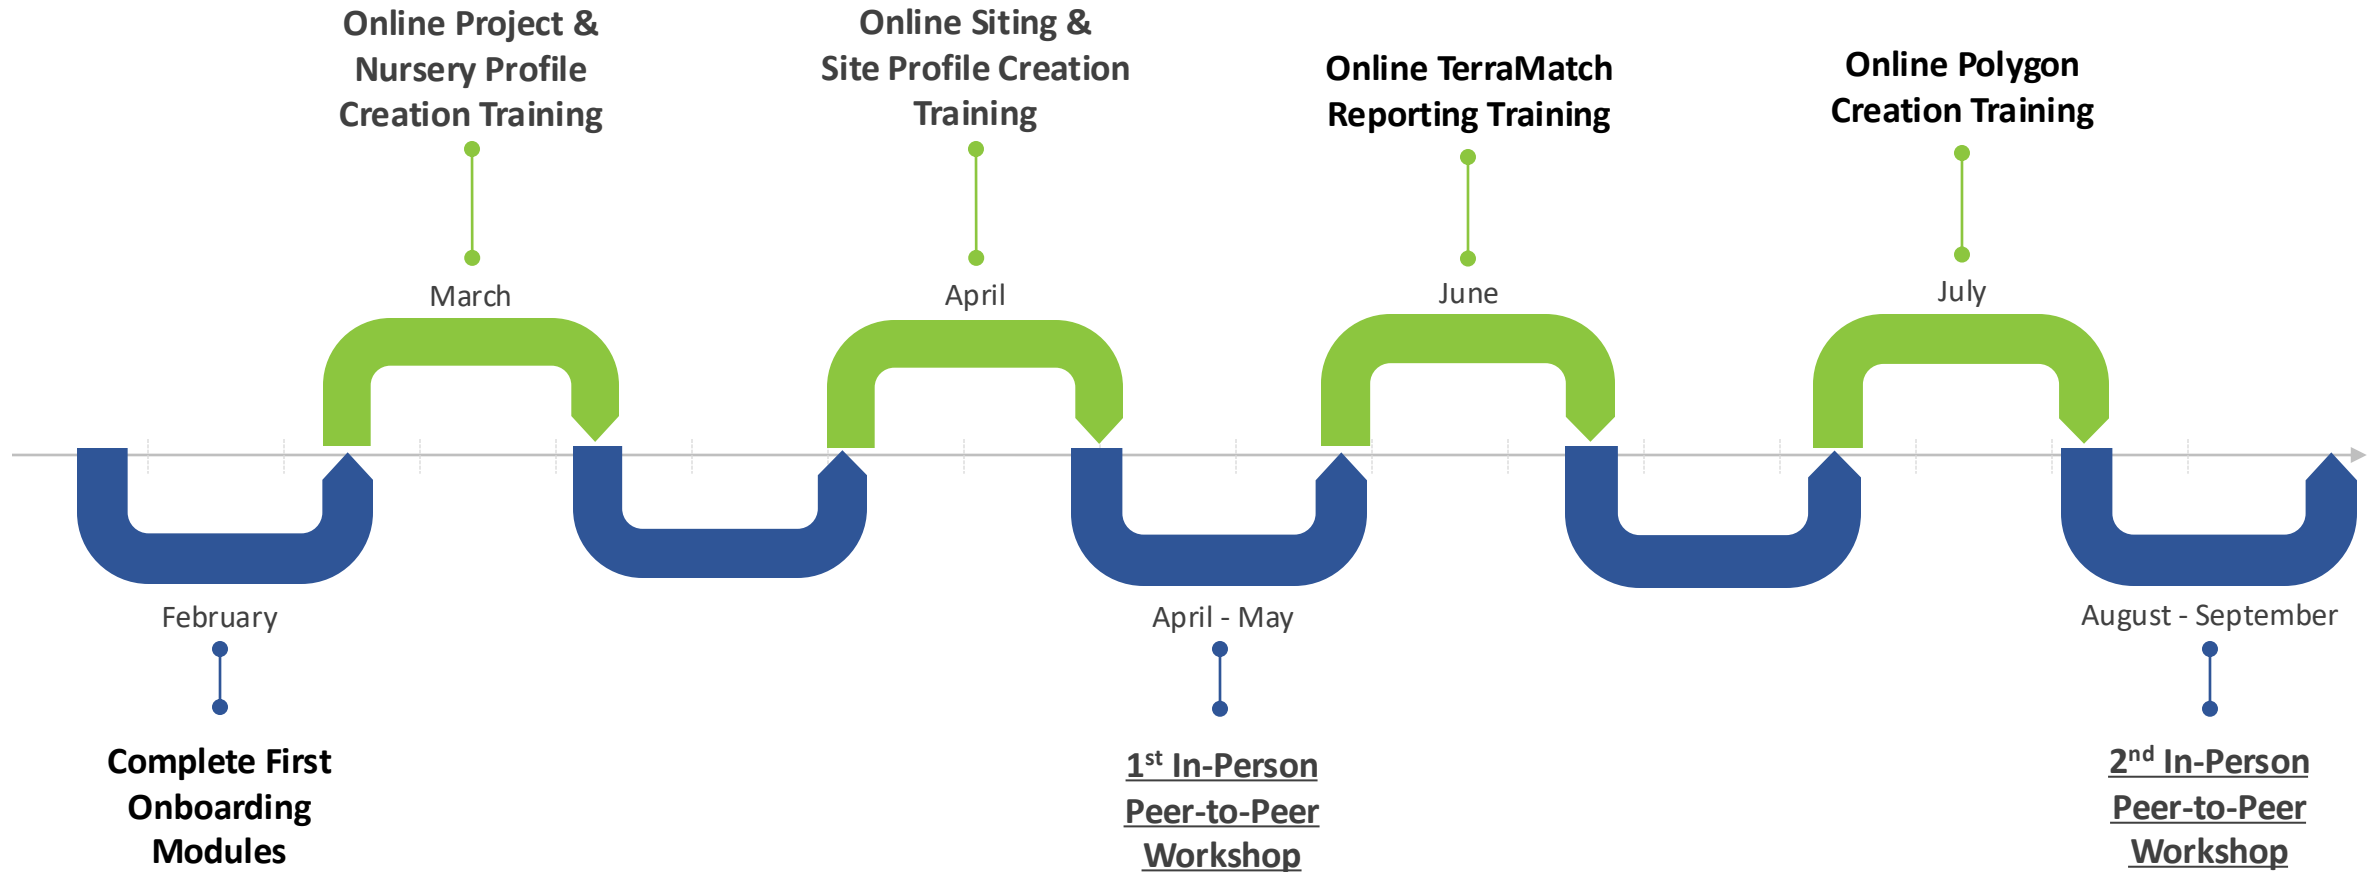 Online Project &
Nursery Profile
Creation Training
Online Siting &
Site Profile Creation
Training
Online TerraMatch
Reporting Training
Online Polygon
Creation Training
March
April
June
July
February
April - May
August - September
Complete First
Onboarding
Modules
1st In-Person
Peer-to-Peer
Workshop
2nd In-Person
Peer-to-Peer
Workshop